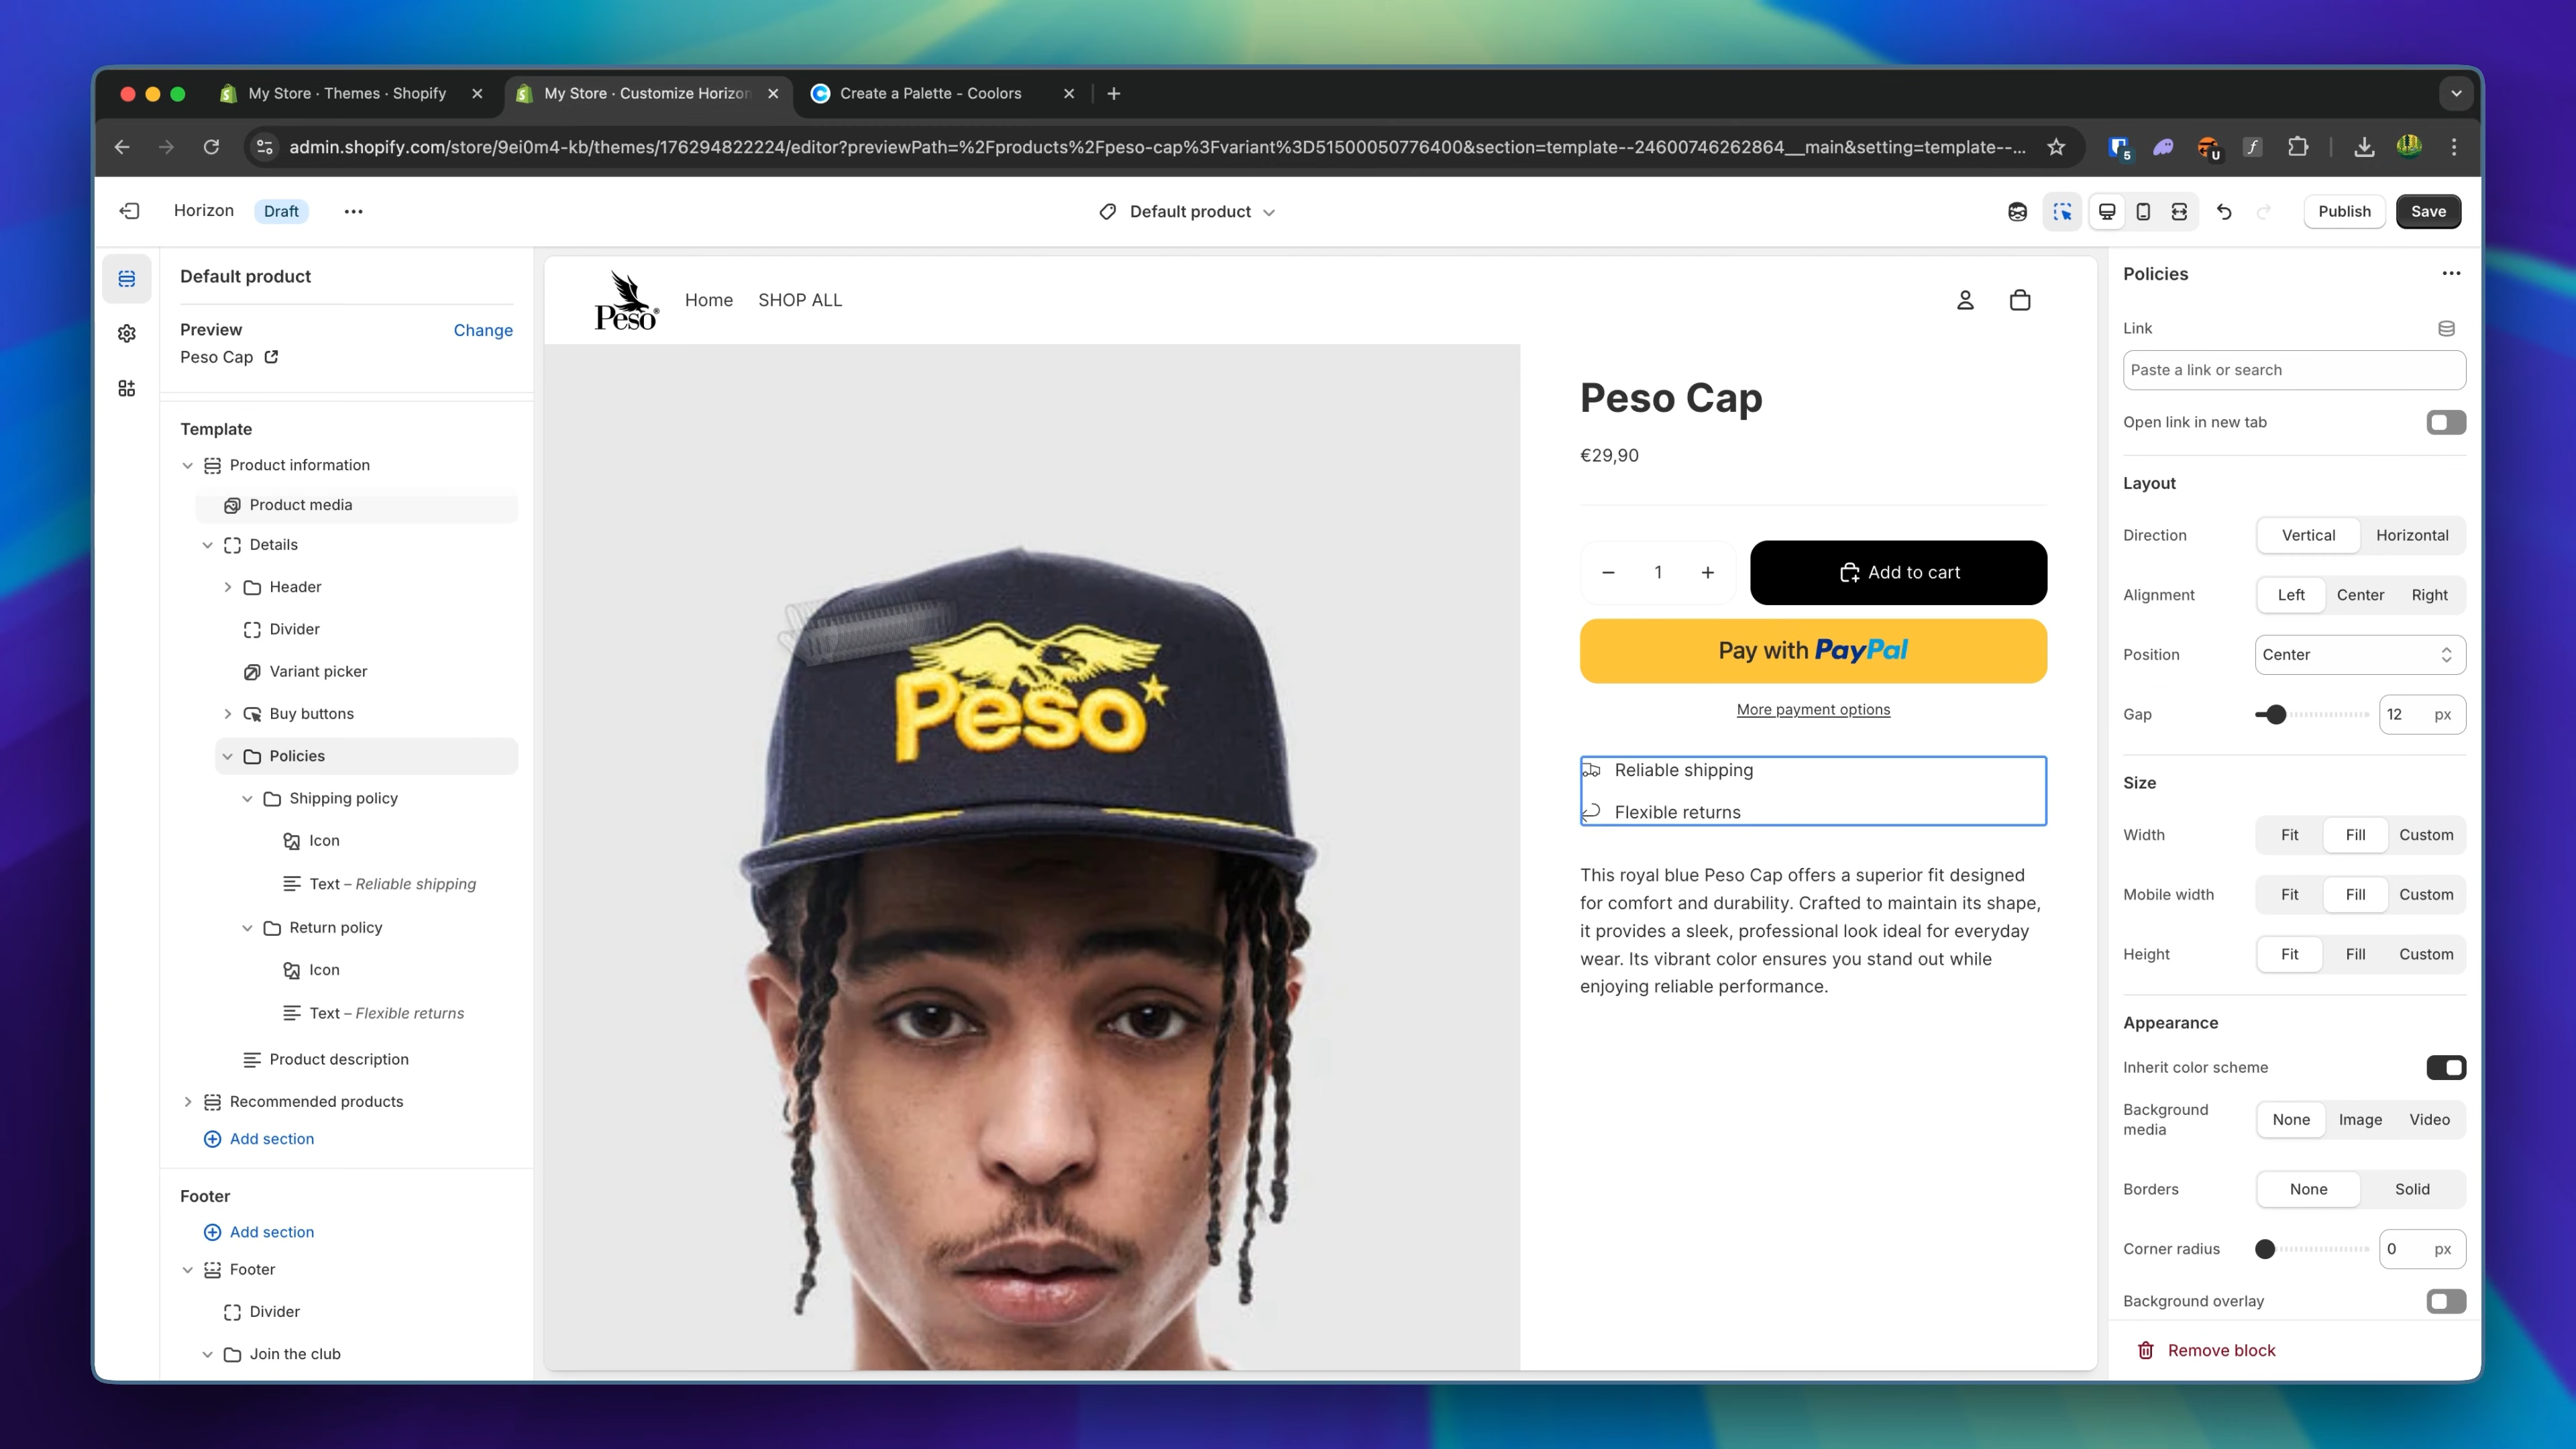 My Store · Themes · Shopify
My Store · Customize Horizon
Create a Palette - Coolors
admin.shopify.com/store/9ei0m4-kb/themes/176294822224/editor?previewPath=%2Fproducts%2Fpeso-cap%3Fvariant%3D51500050776400&section=template--24600746262864__main&setting=template--...
5
U
f
Horizon
Draft
Default product
Publish
Save
Default product
Preview
Change
Peso Cap
Template
Product information
Product media
Details
Header
Divider
Variant picker
Buy buttons
Policies
Shipping policy
Icon
Text – Reliable shipping
Return policy
Icon
Text – Flexible returns
Product description
Recommended products
Add section
Footer
Add section
Footer
Divider
Join the club
Peso®
Home
SHOP ALL
Peso
Peso Cap
€29,90
1
Add to cart
Pay with PayPal
More payment options
Reliable shipping
Flexible returns
This royal blue Peso Cap offers a superior fit designed
for comfort and durability. Crafted to maintain its shape,
it provides a sleek, professional look ideal for everyday
wear. Its vibrant color ensures you stand out while
enjoying reliable performance.
Policies
Link
Paste a link or search
Open link in new tab
Layout
Direction
Vertical
Horizontal
Alignment
Left
Center
Right
Position
Center
Gap
12
px
Size
Width
Fit
Fill
Custom
Mobile width
Fit
Fill
Custom
Height
Fit
Fill
Custom
Appearance
Inherit color scheme
Background
media
None
Image
Video
Borders
None
Solid
Corner radius
0
px
Background overlay
Remove block